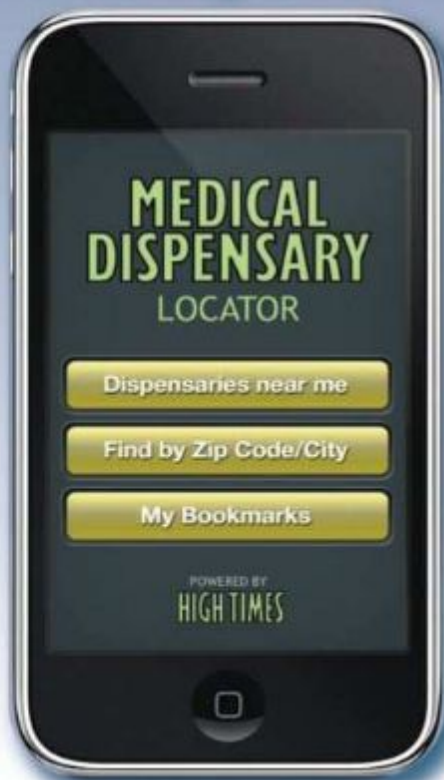 MEDICAL
DISPENSARY
LOCATOR
Dispensaries near me
Find by Zip Code/City
My Bookmarks
POWERED BY
HIGH TIMES